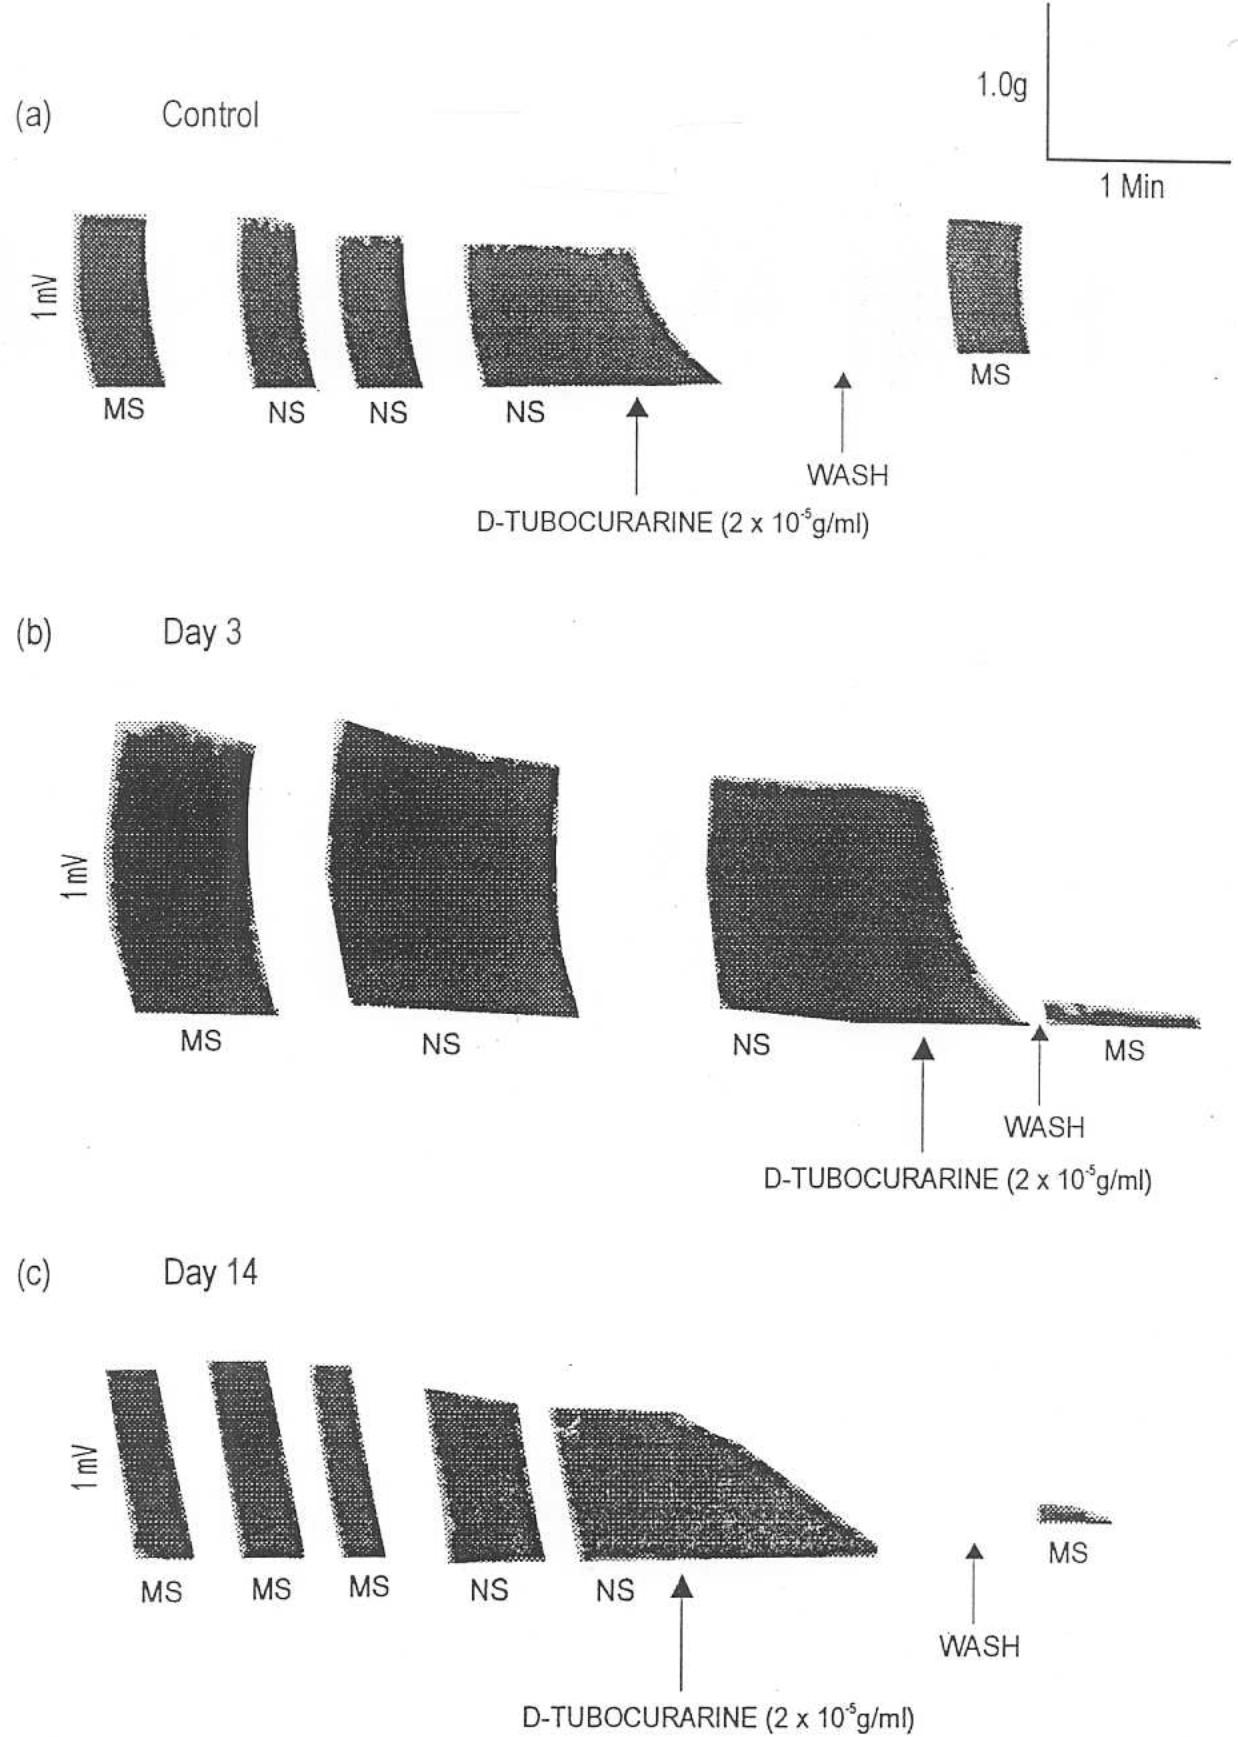 1.0g
1 Min
(a) Control
1 mV
MS NS NS NS MS
WASH
D-TUBOCURARINE (2 x 10⁻⁵g/ml)
(b) Day 3
1 mV
MS NS NS MS
WASH
D-TUBOCURARINE (2 x 10⁻⁵g/ml)
(c) Day 14
1 mV
MS MS MS NS NS MS
WASH
D-TUBOCURARINE (2 x 10⁻⁵g/ml)